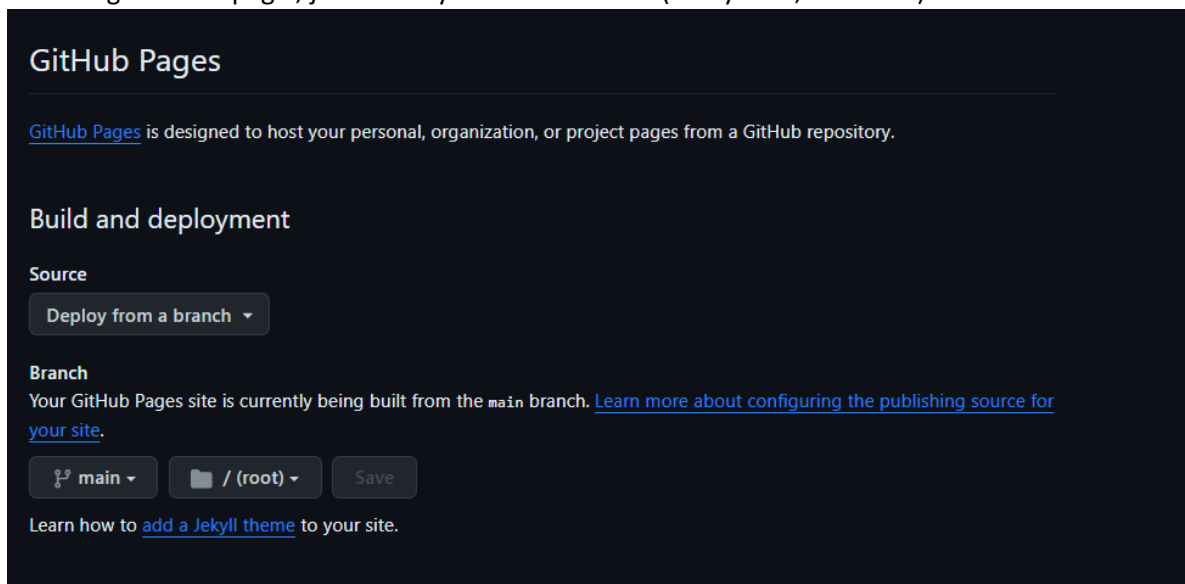 GitHub Pages
GitHub Pages is designed to host your personal, organization, or project pages from a GitHub repository.
Build and deployment
Source
Deploy from a branch
Branch
Your GitHub Pages site is currently being built from the main branch. Learn more about configuring the publishing source for
your site.
main / (root) Save
Learn how to add a Jekyll theme to your site.